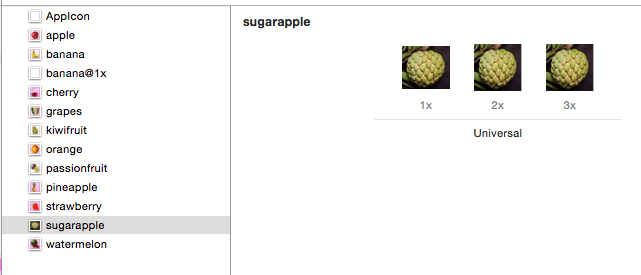 AppIcon
apple
banana
banana@1x
cherry
grapes
kiwifruit
orange
passionfruit
pineapple
strawberry
sugarapple
watermelon
sugarapple
1x 2x 3x
Universal